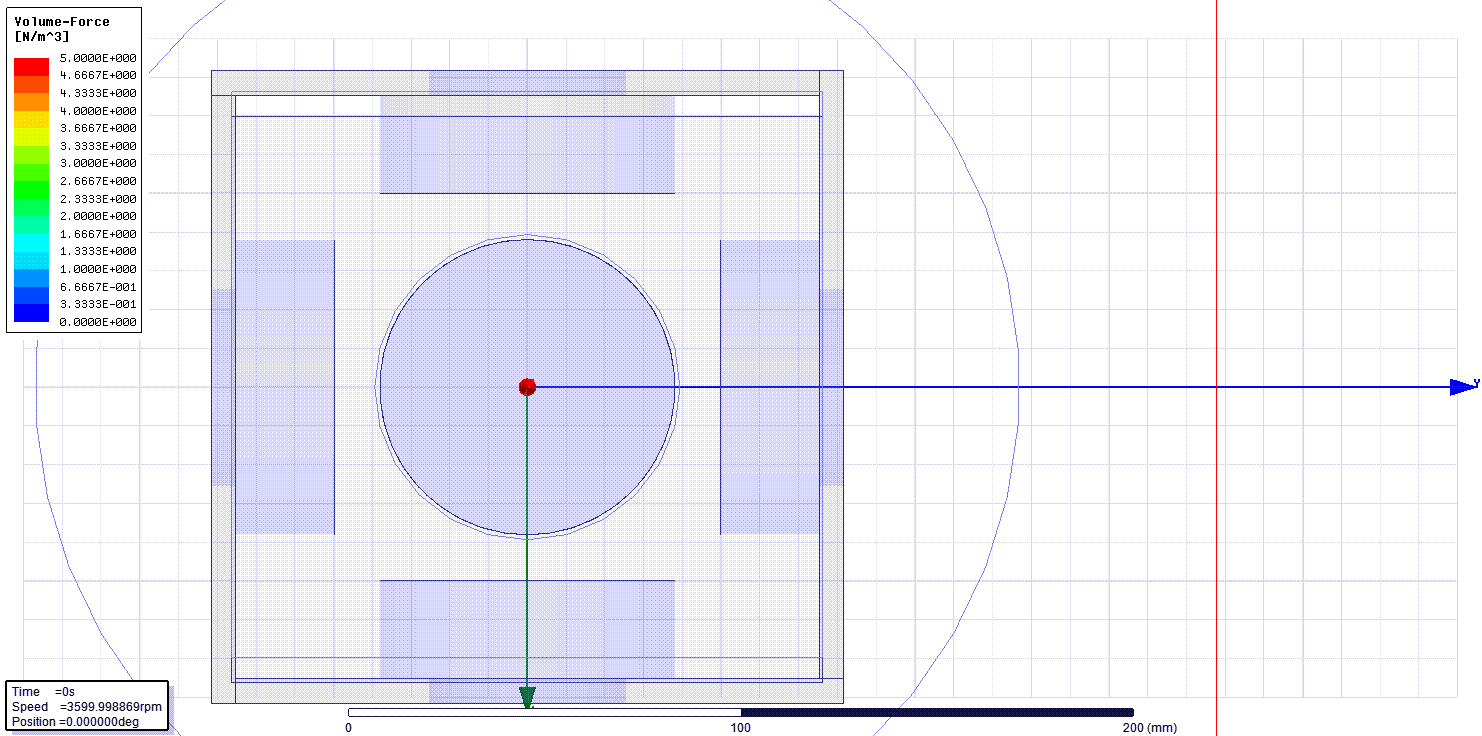 Volume-Force
[N/m^3]
5.0000E+000
4.6667E+000
4.3333E+000
4.0000E+000
3.6667E+000
3.3333E+000
3.0000E+000
2.6667E+000
2.3333E+000
2.0000E+000
1.6667E+000
1.3333E+000
1.0000E+000
6.6667E-001
3.3333E-001
0.0000E+000
Y
Time =0s
Speed =3599.998869rpm
Position =0.000000deg
0 100 200 (mm)